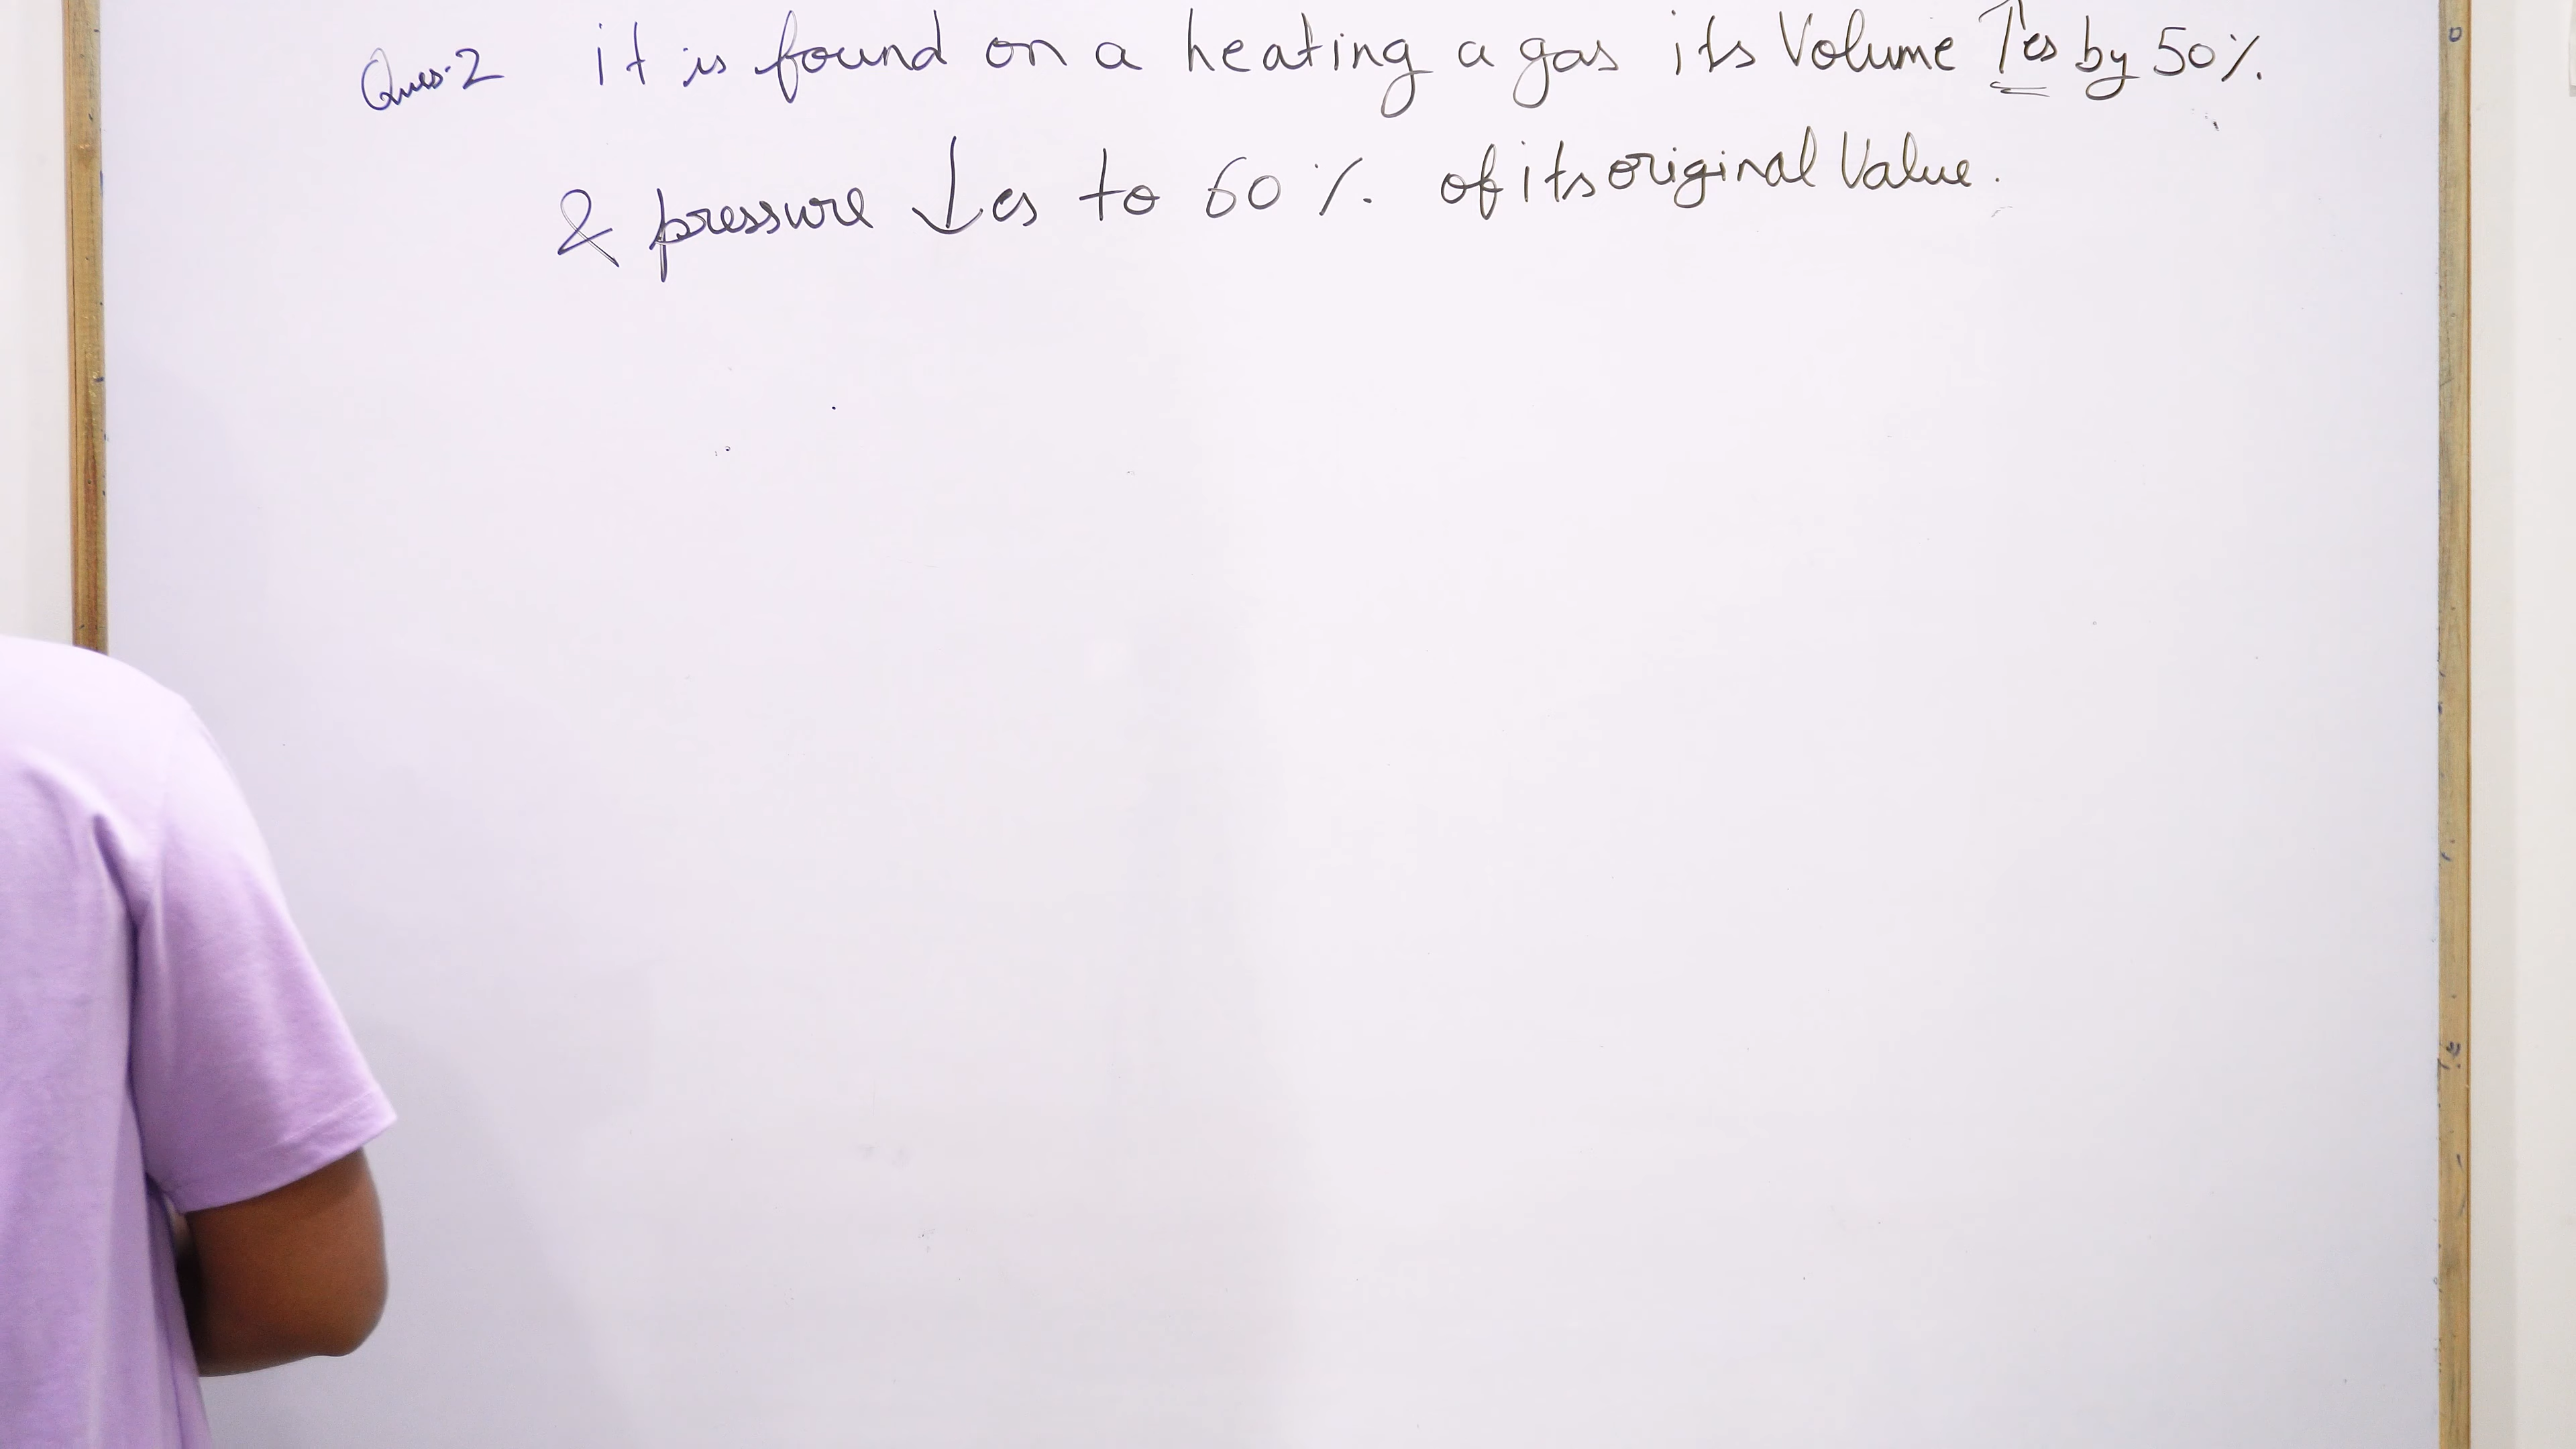 Ques-2 it is found on a heating a gas its Volume ↑es by 50%.
& pressure ↓es to 60% of its original Value.